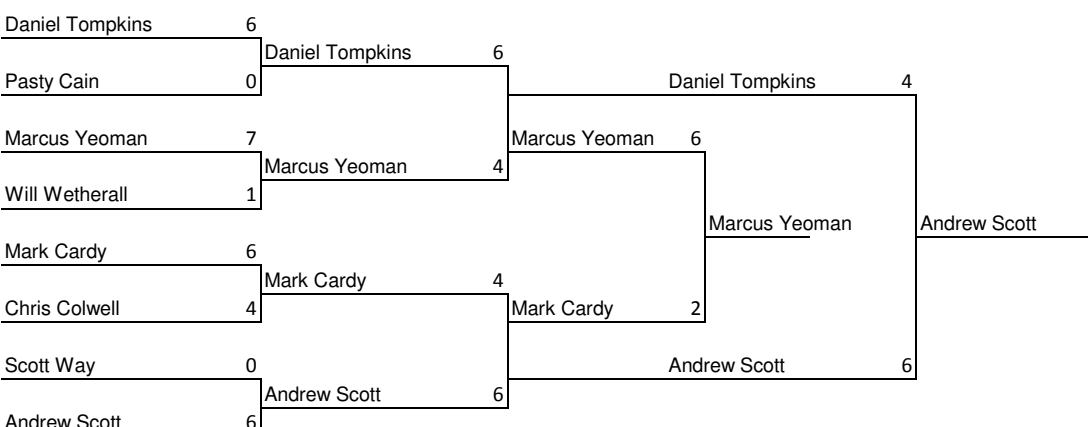 Daniel Tompkins 6
Daniel Tompkins 6
Pasty Cain 0 Daniel Tompkins 4
Marcus Yeoman 7 Marcus Yeoman 6
Marcus Yeoman 4
Will Wetherall 1
Marcus Yeoman Andrew Scott
Mark Cardy 6
Mark Cardy 4
Chris Colwell 4 Mark Cardy 2
Scott Way 0 Andrew Scott 6
Andrew Scott 6
Andrew Scott 6